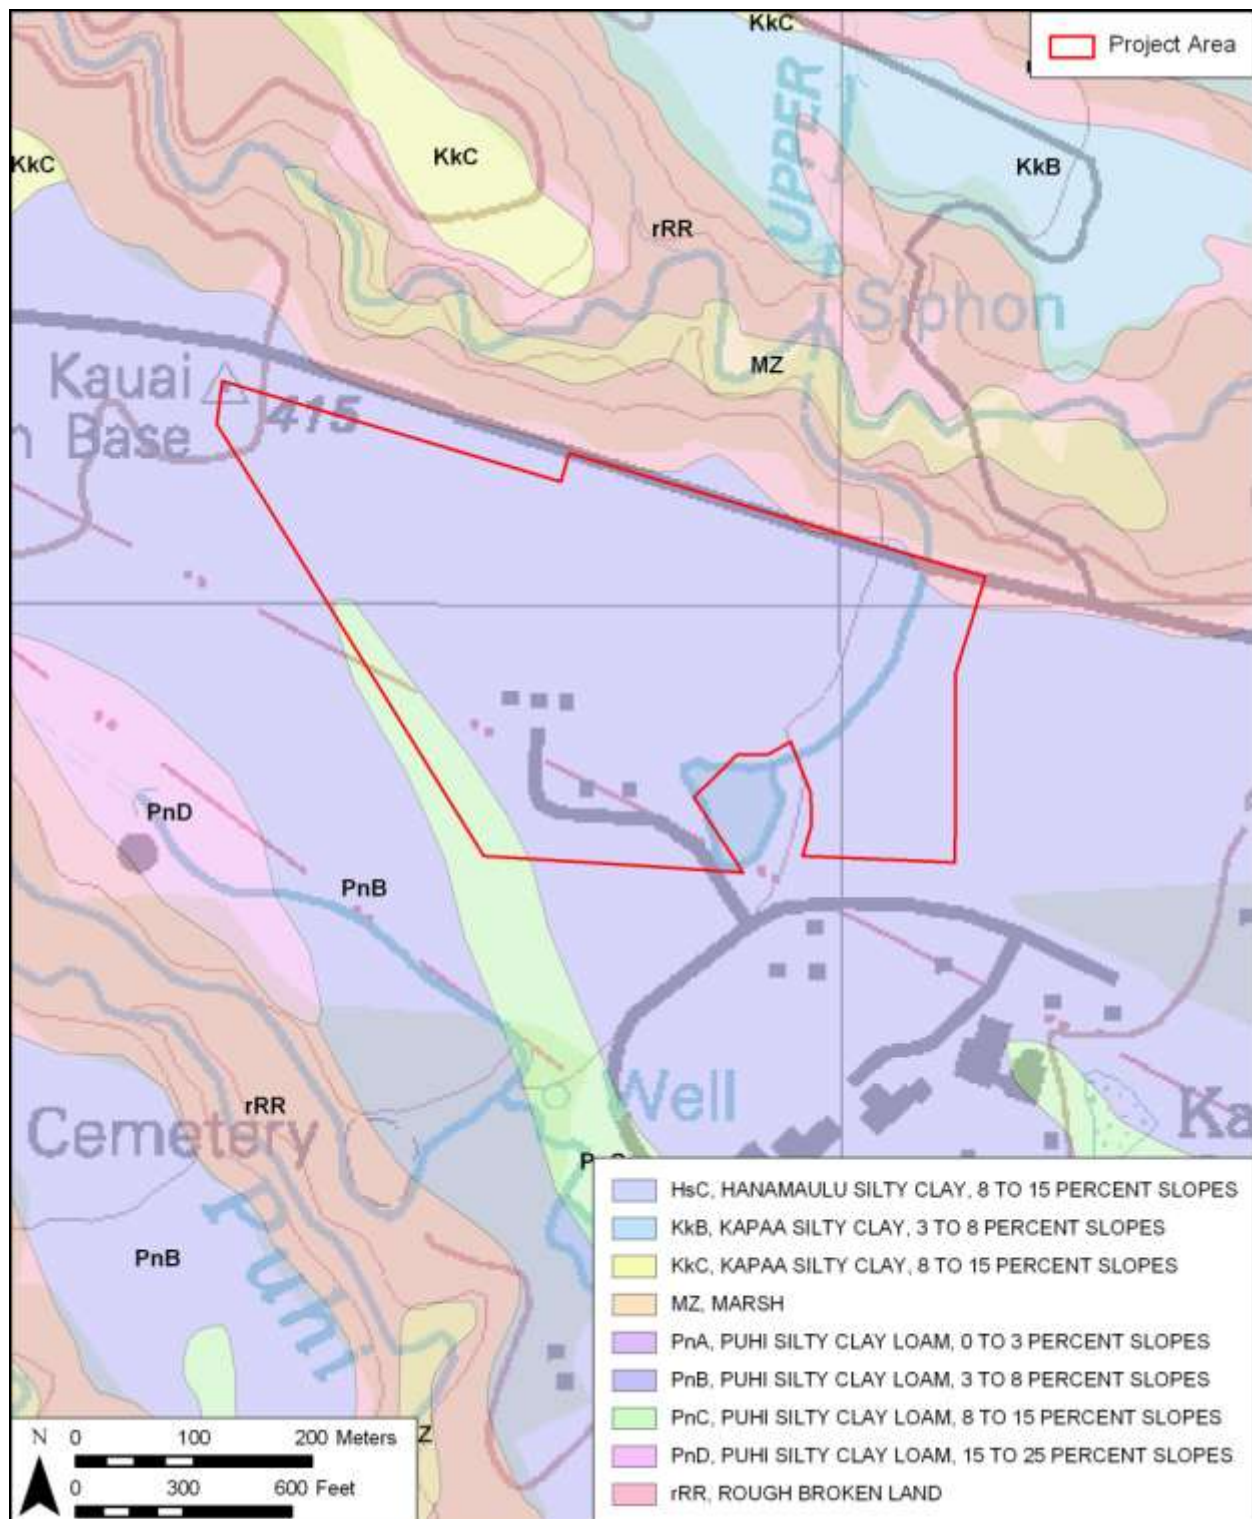 KkC
Project Area
UPPER
KkC
KkC
KkB
rRR
Siphon
MZ
Kauai
415
n Base
PnD
PnB
rRR
Well
Cemetery
Ka
Puhi
PnB
HsC, HANAMAULU SILTY CLAY, 8 TO 15 PERCENT SLOPES
KkB, KAPAA SILTY CLAY, 3 TO 8 PERCENT SLOPES
KkC, KAPAA SILTY CLAY, 8 TO 15 PERCENT SLOPES
MZ, MARSH
PnA, PUHI SILTY CLAY LOAM, 0 TO 3 PERCENT SLOPES
PnB, PUHI SILTY CLAY LOAM, 3 TO 8 PERCENT SLOPES
PnC, PUHI SILTY CLAY LOAM, 8 TO 15 PERCENT SLOPES
PnD, PUHI SILTY CLAY LOAM, 15 TO 25 PERCENT SLOPES
rRR, ROUGH BROKEN LAND
Z
N 0 100 200 Meters
0 300 600 Feet